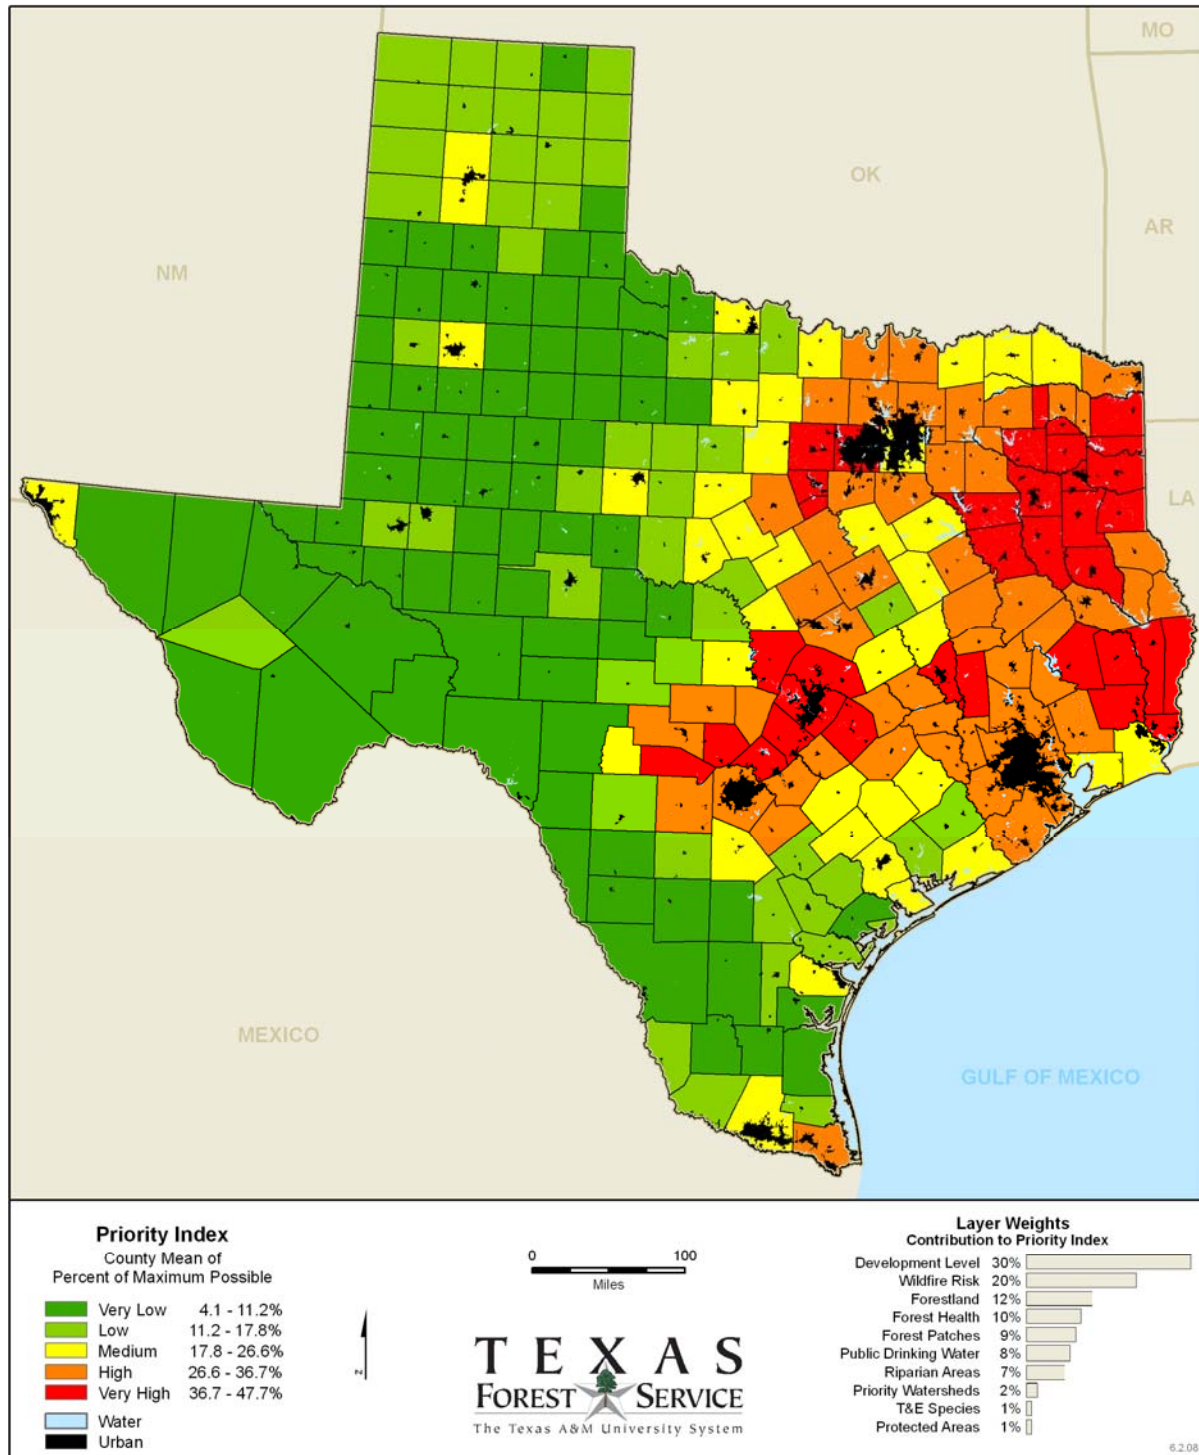 MO
OK
AR
NM
LA
MEXICO
GULF OF MEXICO
Priority Index
County Mean of
Percent of Maximum Possible
Very Low 4.1 - 11.2%
Low 11.2 - 17.8%
Medium 17.8 - 26.6%
High 26.6 - 36.7%
Very High 36.7 - 47.7%
Water
Urban
0 100
Miles
N
TEXAS
FOREST SERVICE
The Texas A&M University System
Layer Weights
Contribution to Priority Index
Development Level 30%
Wildfire Risk 20%
Forestland 12%
Forest Health 10%
Forest Patches 9%
Public Drinking Water 8%
Riparian Areas 7%
Priority Watersheds 2%
T&E Species 1%
Protected Areas 1%
6.2.08